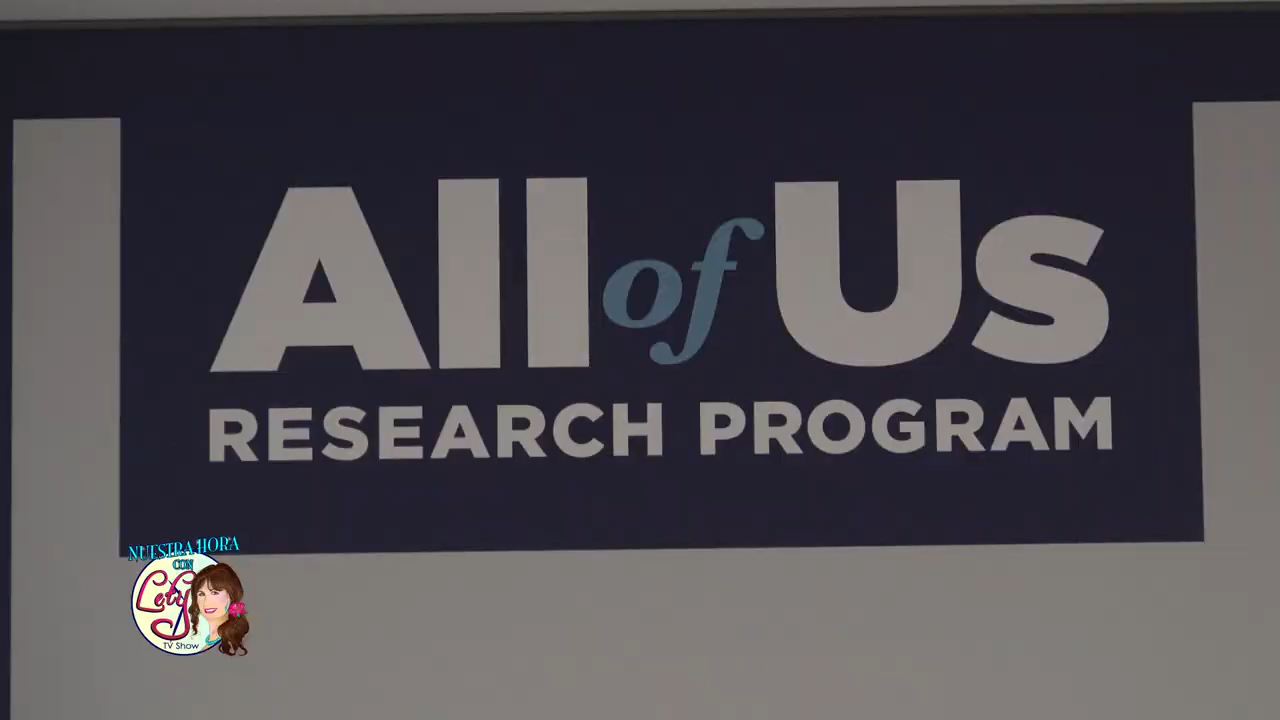 All of Us
RESEARCH PROGRAM
NUESTRA HORA
CON
Lety
TV Show